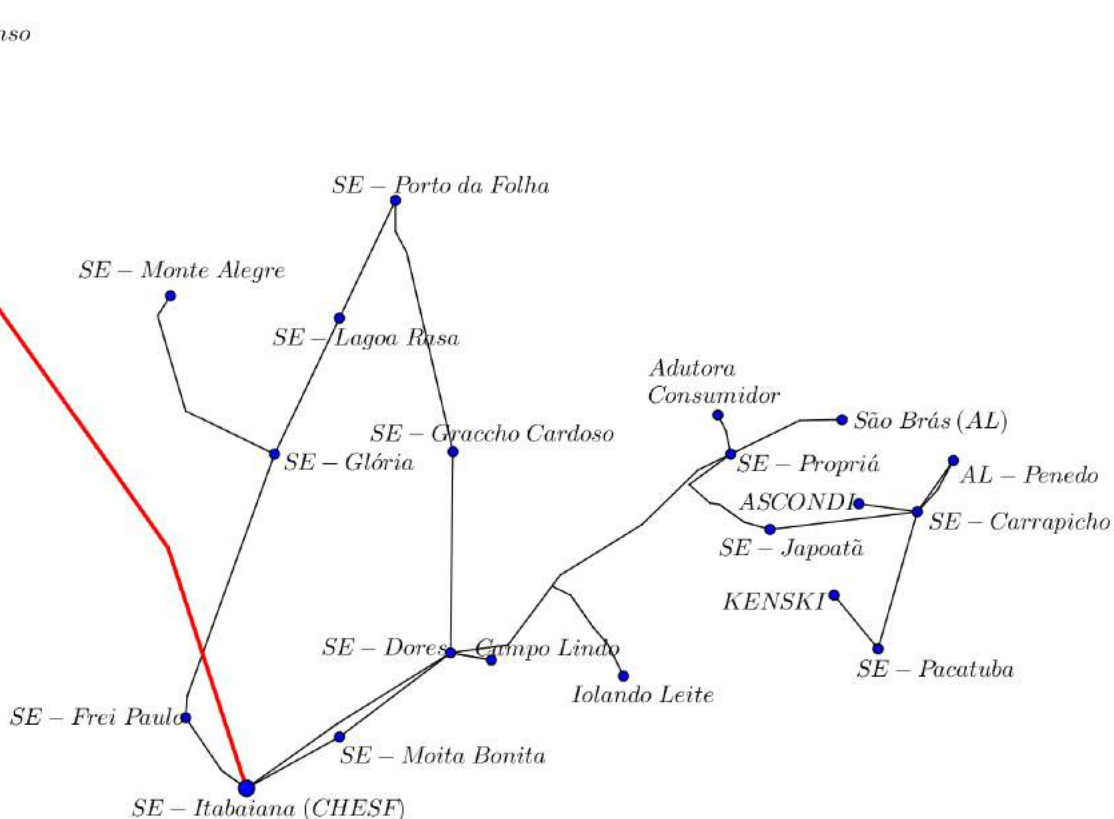 nso
SE – Porto da Folha
SE – Monte Alegre
SE – Lagoa Rasa
Adutora
Consumidor
São Brás (AL)
SE – Graccho Cardoso
SE – Glória
SE – Propriá
AL – Penedo
ASCONDI
SE – Carrapicho
SE – Japoatã
KENSKI
SE – Dores
Campo Lindo
SE – Pacatuba
Iolando Leite
SE – Frei Paulo
SE – Moita Bonita
SE – Itabaiana (CHESF)